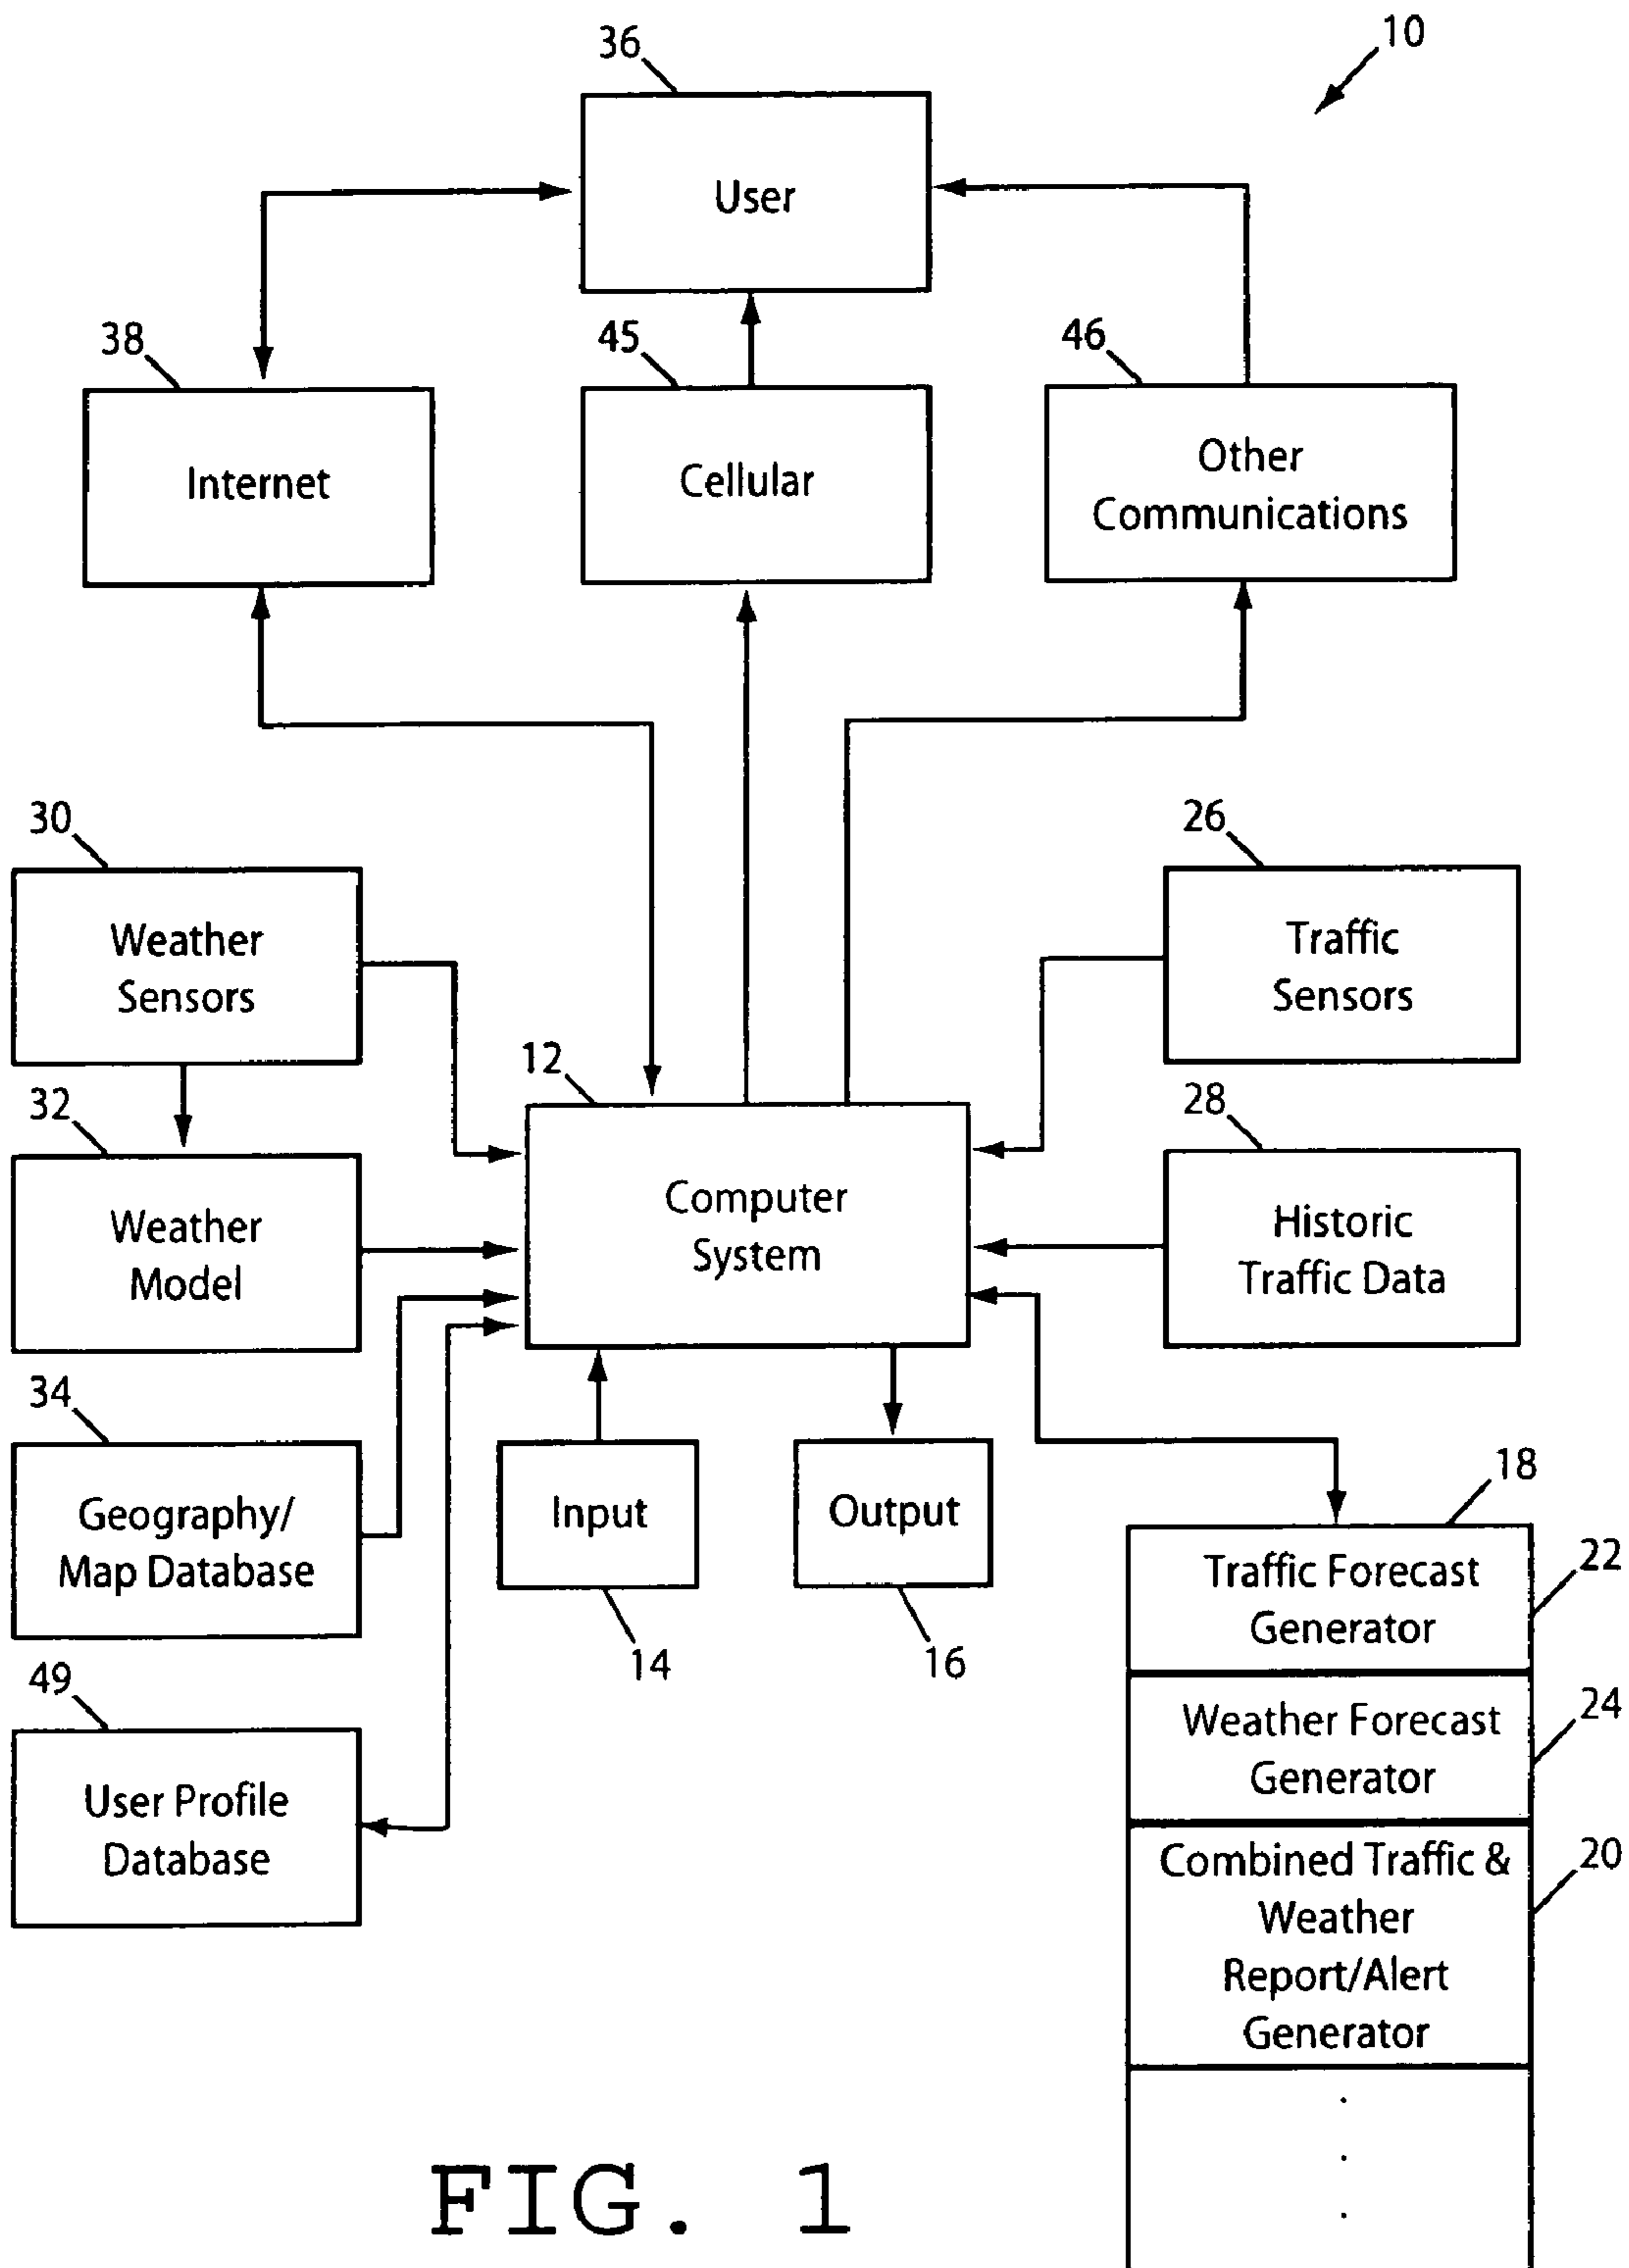 36
10
User
38
45
46
Internet
Cellular
Other
Communications
30
26
Weather
Sensors
Traffic
Sensors
12
32
28
Computer
System
Weather
Model
Historic
Traffic Data
34
Geography/
Map Database
Input
Output
14
16
18
Traffic Forecast
Generator
22
49
User Profile
Database
Weather Forecast
Generator
24
Combined Traffic &
Weather
Report/Alert
Generator
20
.
.
.
FIG. 1